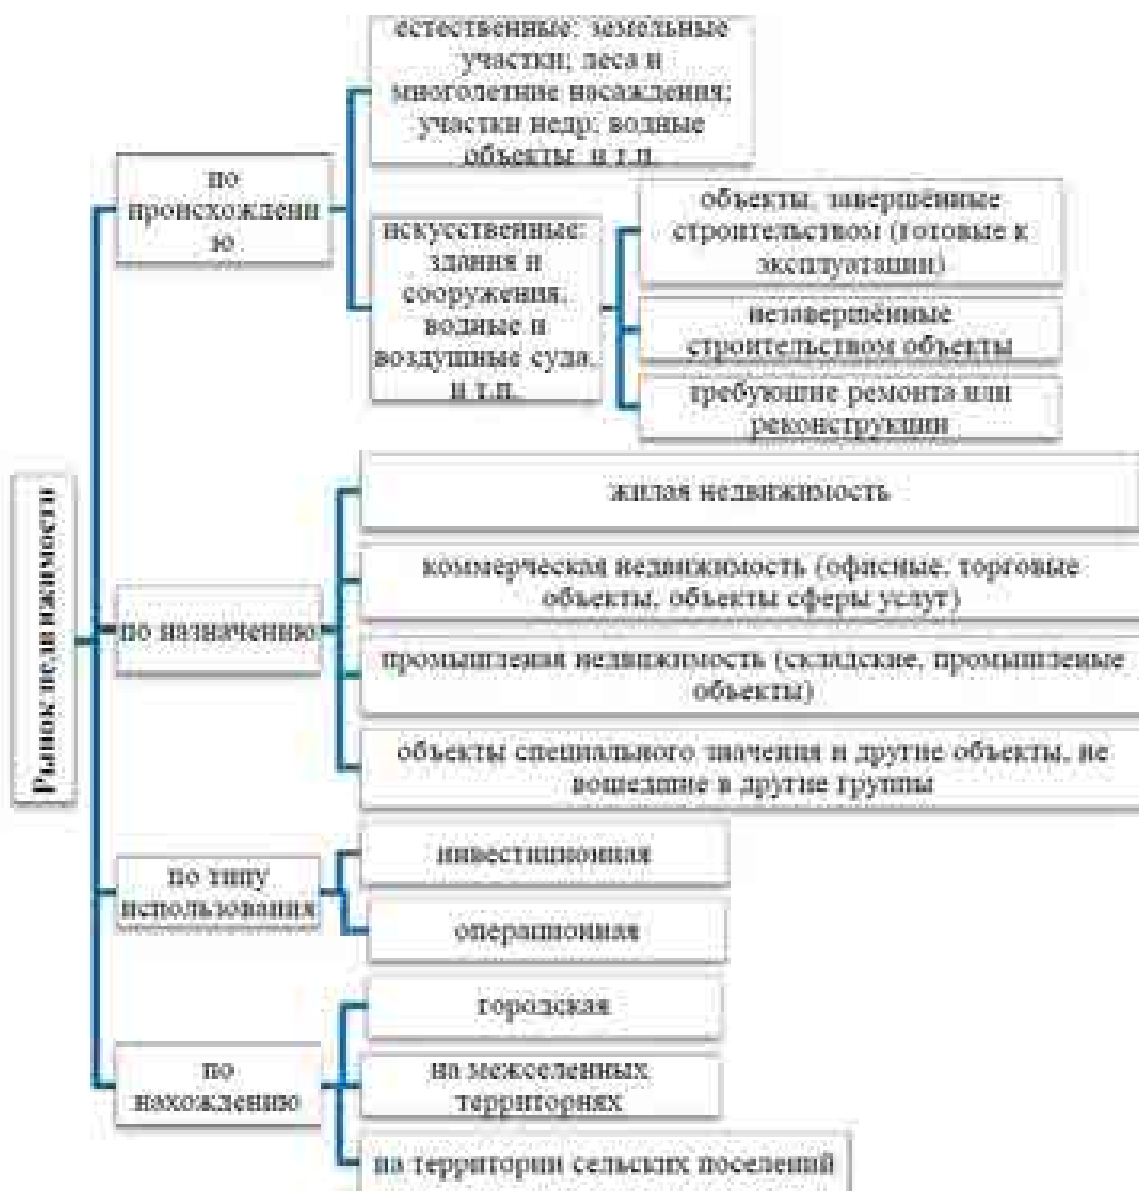 Рынок недвижимости
по
происхождени
ю
естественные: земельные
участки; леса и
многолетние насаждения;
участки недр; водные
объекты и т.п.
искусственные:
здания и
сооружения,
водные и
воздушные суда,
и т.п.
объекты, завершённые
строительством (готовые к
эксплуатации)
незавершённые
строительством объекты
требующие ремонта или
реконструкции
по назначению
жилая недвижимость
коммерческая недвижимость (офисные, торговые
объекты, объекты сферы услуг)
промышленая недвижимость (складские, промышленые
объекты)
объекты специального значения и другие объекты, не
вошедшие в другие группы
по типу
использования
инвестиционная
операционная
по
нахождению
городская
на межселенных
территориях
на территории сельских поселений